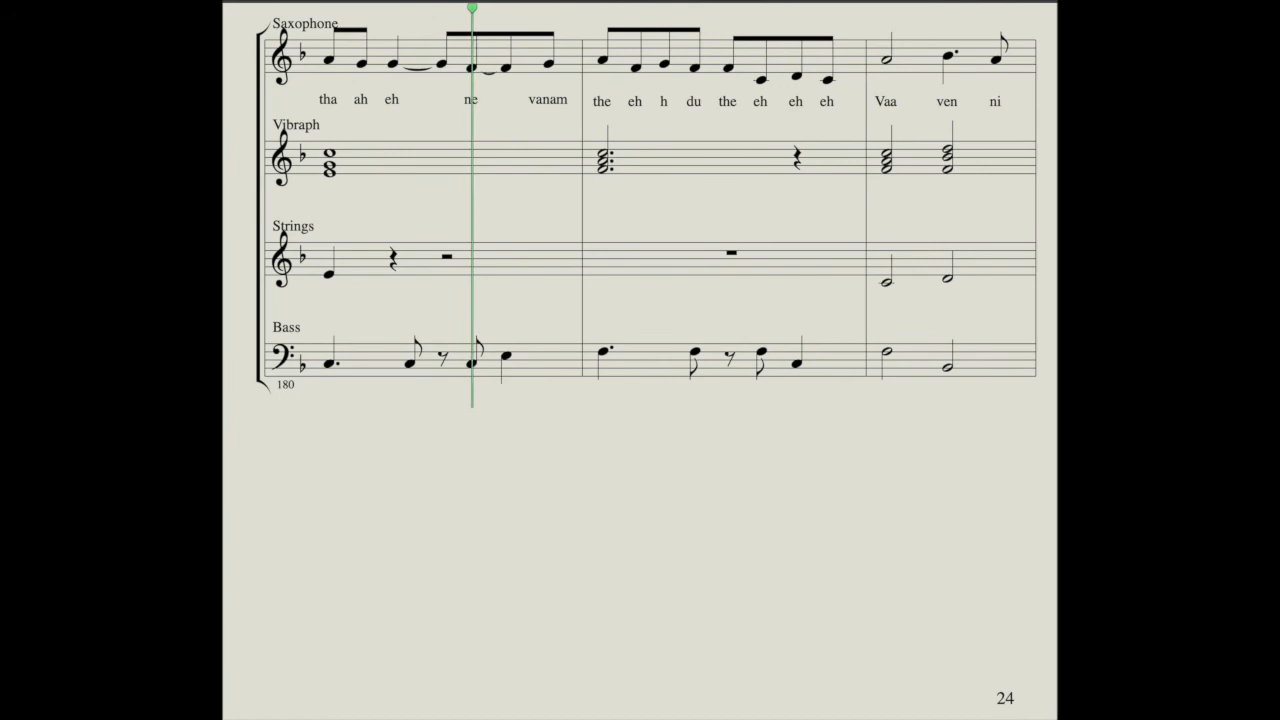 Saxophone
tha ah eh ne vanam the eh h du the eh eh eh Vaa ven ni
Vibraph
Strings
Bass
180
24